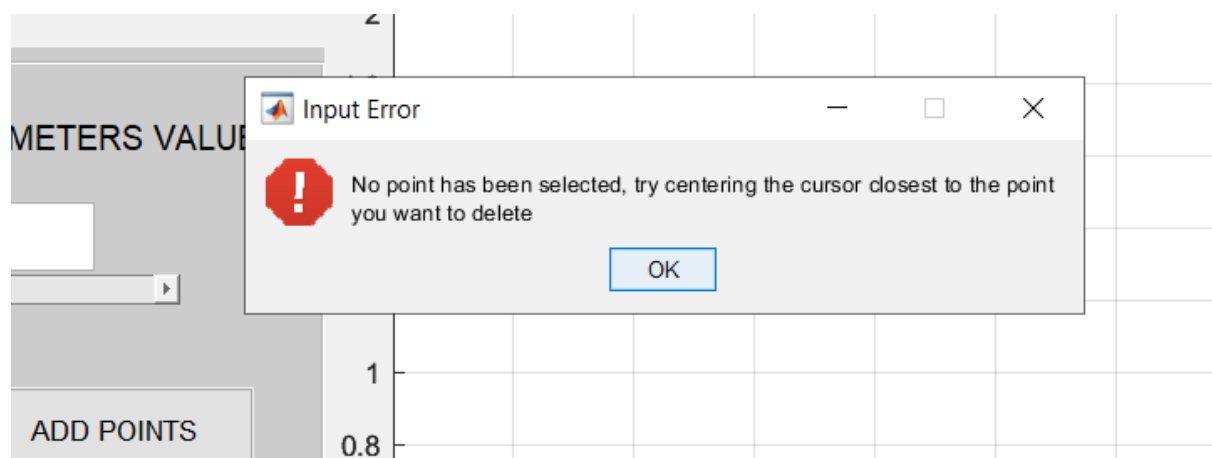 2
Input Error
METERS VALUE
No point has been selected, try centering the cursor closest to the point
you want to delete
OK
1
ADD POINTS
0.8